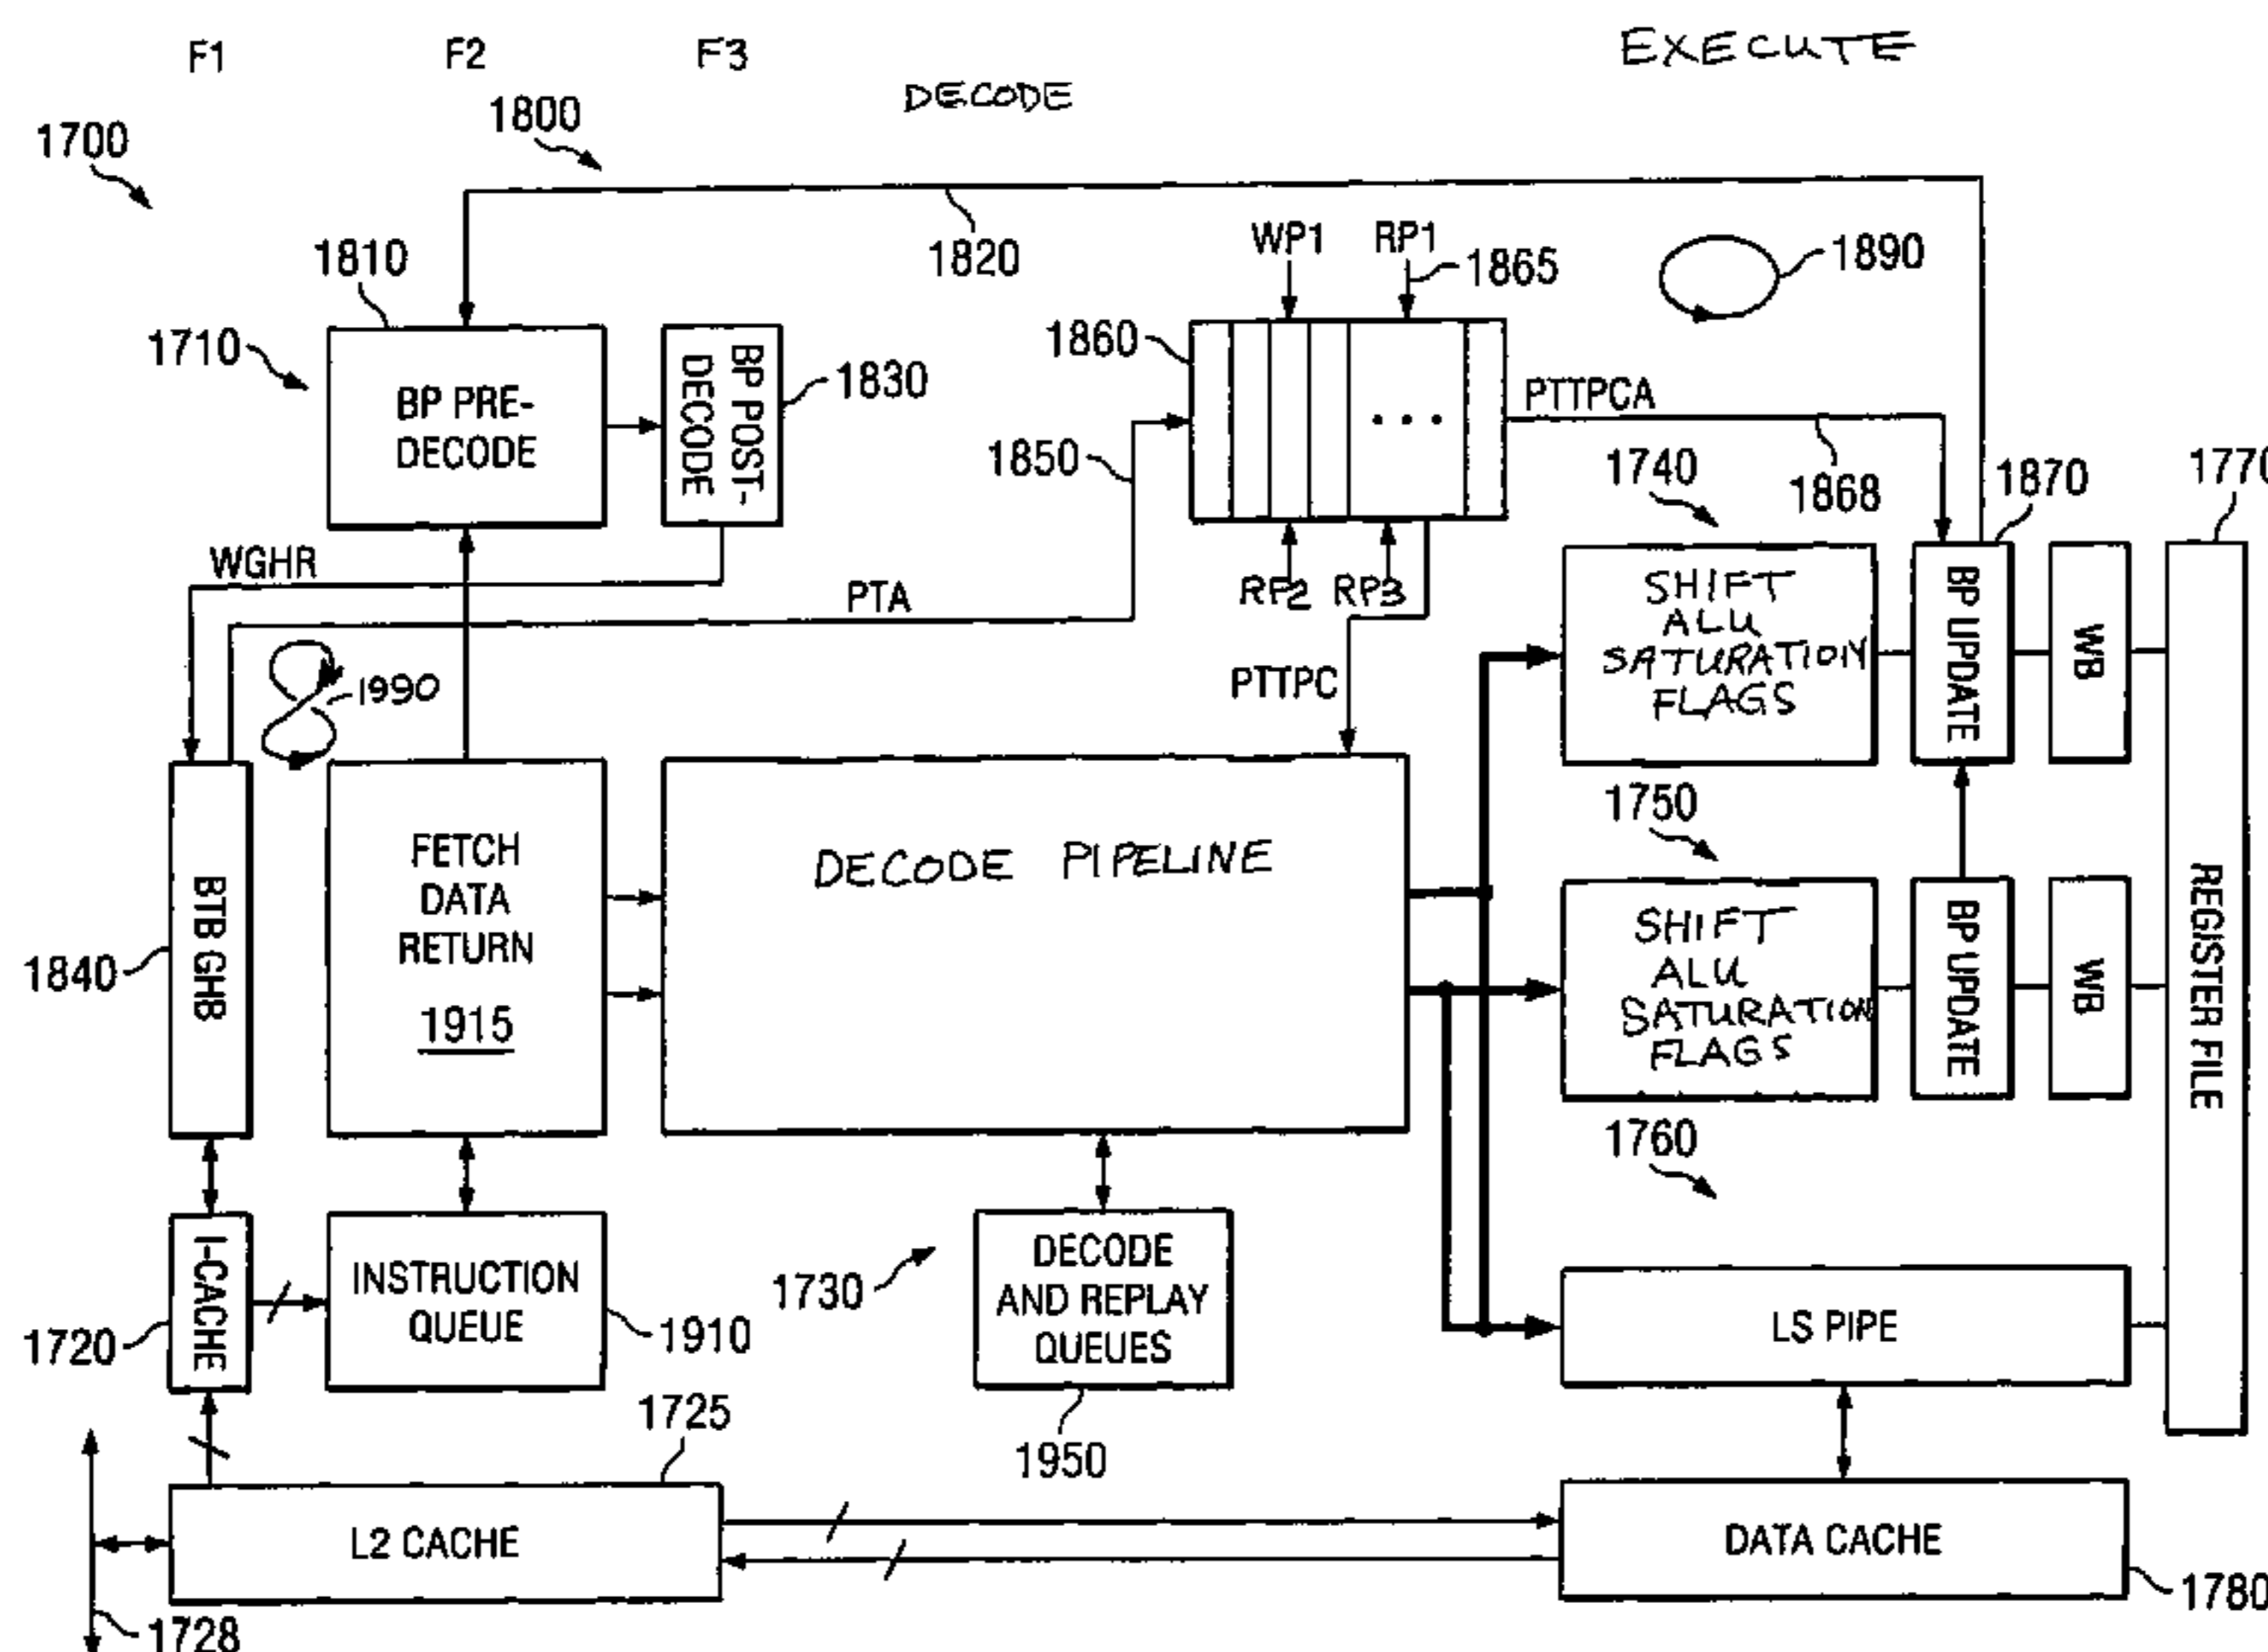 F1
F2
F3
DECODE
EXECUTE
1700
1800
1820
1810
1710
BP PRE-
DECODE
BP POST-
DECODE
1830
WP1
RP1
1865
1860
1850
RP2
RP3
1890
PTTPCA
1868
1740
1870
1770
WGHR
PTA
PTTPC
1990
SHIFT
ALU
SATURATION
FLAGS
BP UPDATE
WB
REGISTER FILE
BTB GHB
1840
FETCH
DATA
RETURN
1915
DECODE PIPELINE
1750
SHIFT
ALU
SATURATION
FLAGS
BP UPDATE
WB
1760
I-CACHE
1720
INSTRUCTION
QUEUE
1910
1730
DECODE
AND REPLAY
QUEUES
1950
LS PIPE
1725
L2 CACHE
1728
DATA CACHE
1780